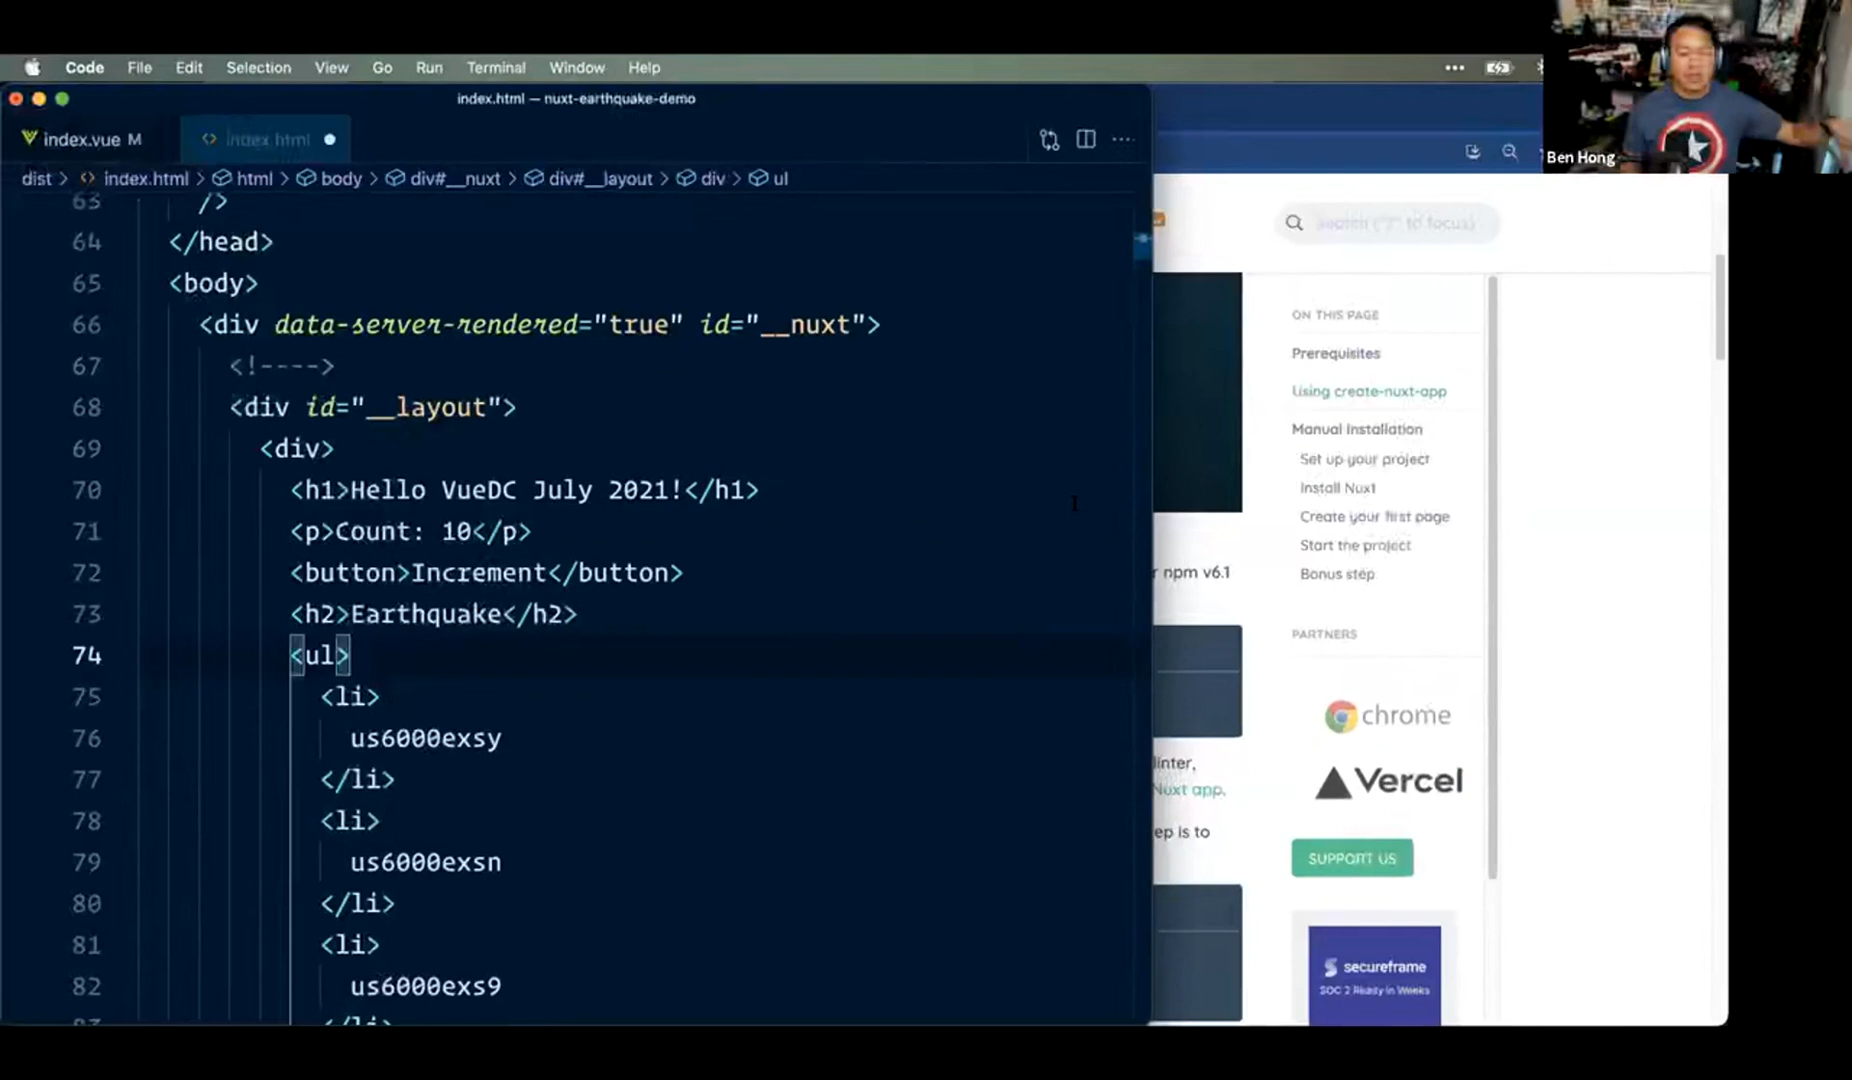 Code File Edit Selection View Go Run Terminal Window Help
index.html — nuxt-earthquake-demo
index.vue M
index.html
dist > index.html > html > body > div#__nuxt > div#__layout > div > ul
63 />
64 </head>
65 <body>
66 <div data-server-rendered="true" id="__nuxt">
67 <!---->
68 <div id="__layout">
69 <div>
70 <h1>Hello VueDC July 2021!</h1>
71 <p>Count: 10</p>
72 <button>Increment</button>
73 <h2>Earthquake</h2>
74 <ul>
75 <li>
76 us6000exsy
77 </li>
78 <li>
79 us6000exsn
80 </li>
81 <li>
82 us6000exs9
83 </li>
Ben Hong
Search ("/" to focus)
r npm v6.1
linter,
Nuxt app.
ep is to
ON THIS PAGE
Prerequisites
Using create-nuxt-app
Manual Installation
Set up your project
Install Nuxt
Create your first page
Start the project
Bonus step
PARTNERS
chrome
Vercel
SUPPORT US
secureframe
SOC 2 Ready in Weeks